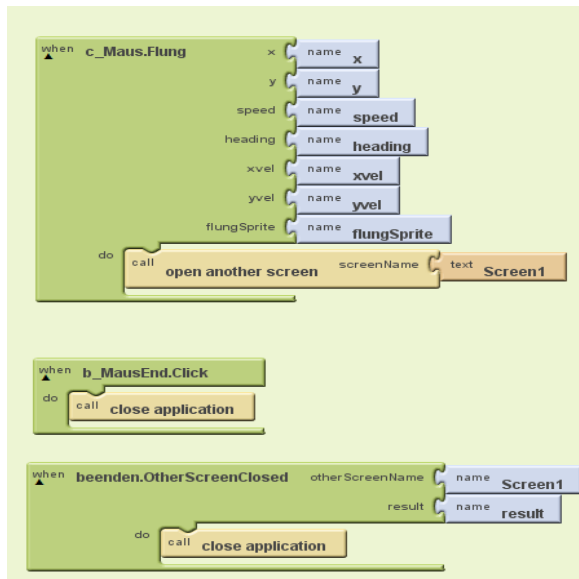 when c_Maus.Flung x name x
y name y
speed name speed
heading name heading
xvel name xvel
yvel name yvel
flungSprite name flungSprite
do call open another screen screenName text Screen1
when b_MausEnd.Click
do call close application
when beenden.OtherScreenClosed otherScreenName name Screen1
result name result
do call close application